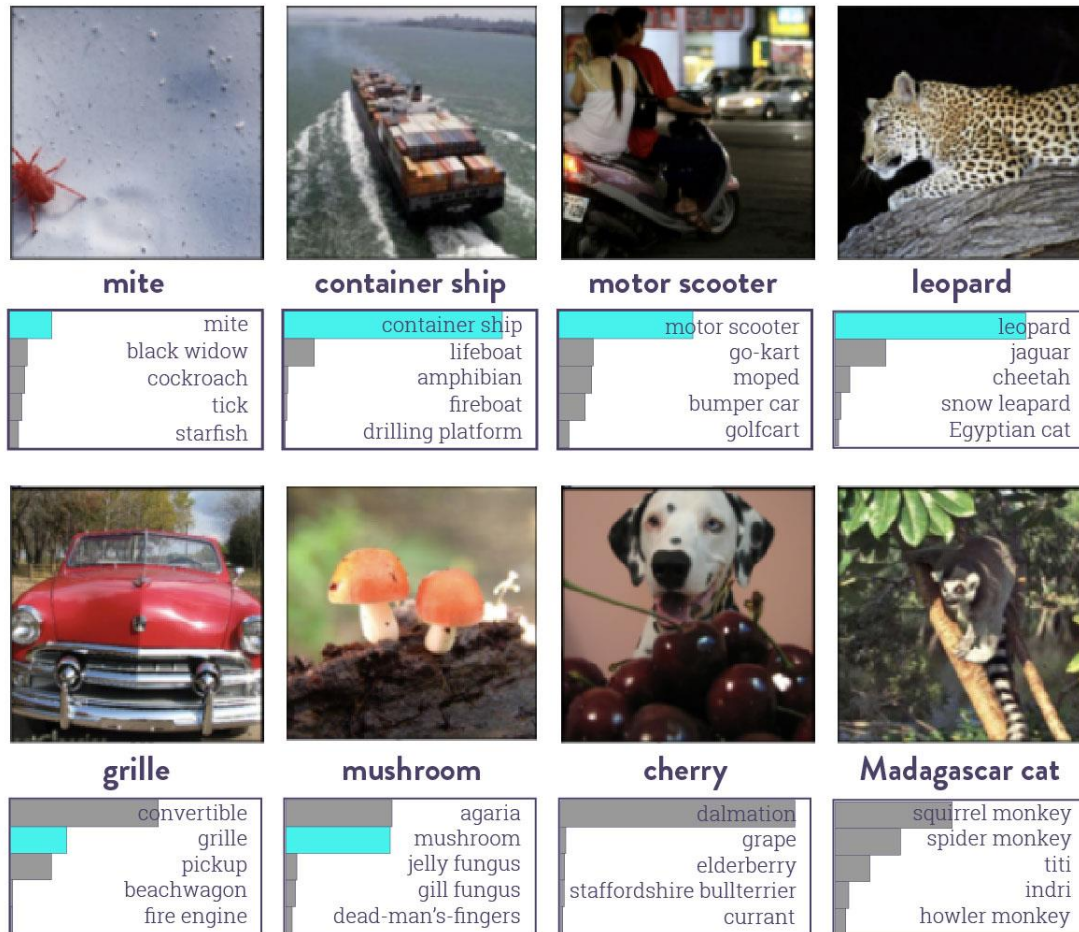 mite
container ship
motor scooter
leopard
mite
black widow
cockroach
tick
starfish
container ship
lifeboat
amphibian
fireboat
drilling platform
motor scooter
go-kart
moped
bumper car
golfcart
leopard
jaguar
cheetah
snow leapard
Egyptian cat
grille
mushroom
cherry
Madagascar cat
convertible
grille
pickup
beachwagon
fire engine
agaria
mushroom
jelly fungus
gill fungus
dead-man's-fingers
dalmation
grape
elderberry
staffordshire bullterrier
currant
squirrel monkey
spider monkey
titi
indri
howler monkey